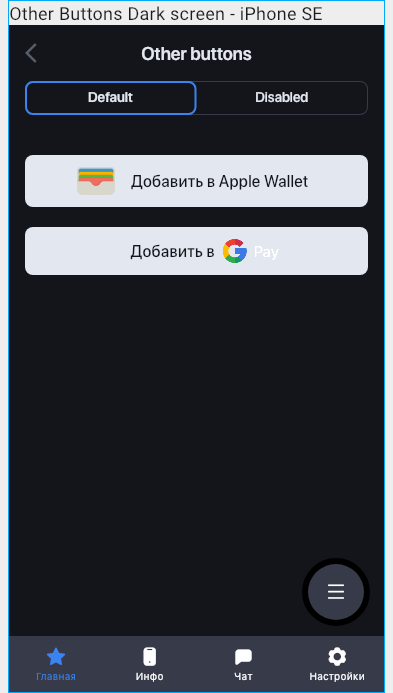 Other Buttons Dark screen - iPhone SE
Other buttons
Default Disabled
Добавить в Apple Wallet
Добавить в G Pay
Главная Инфо Чат Настройки